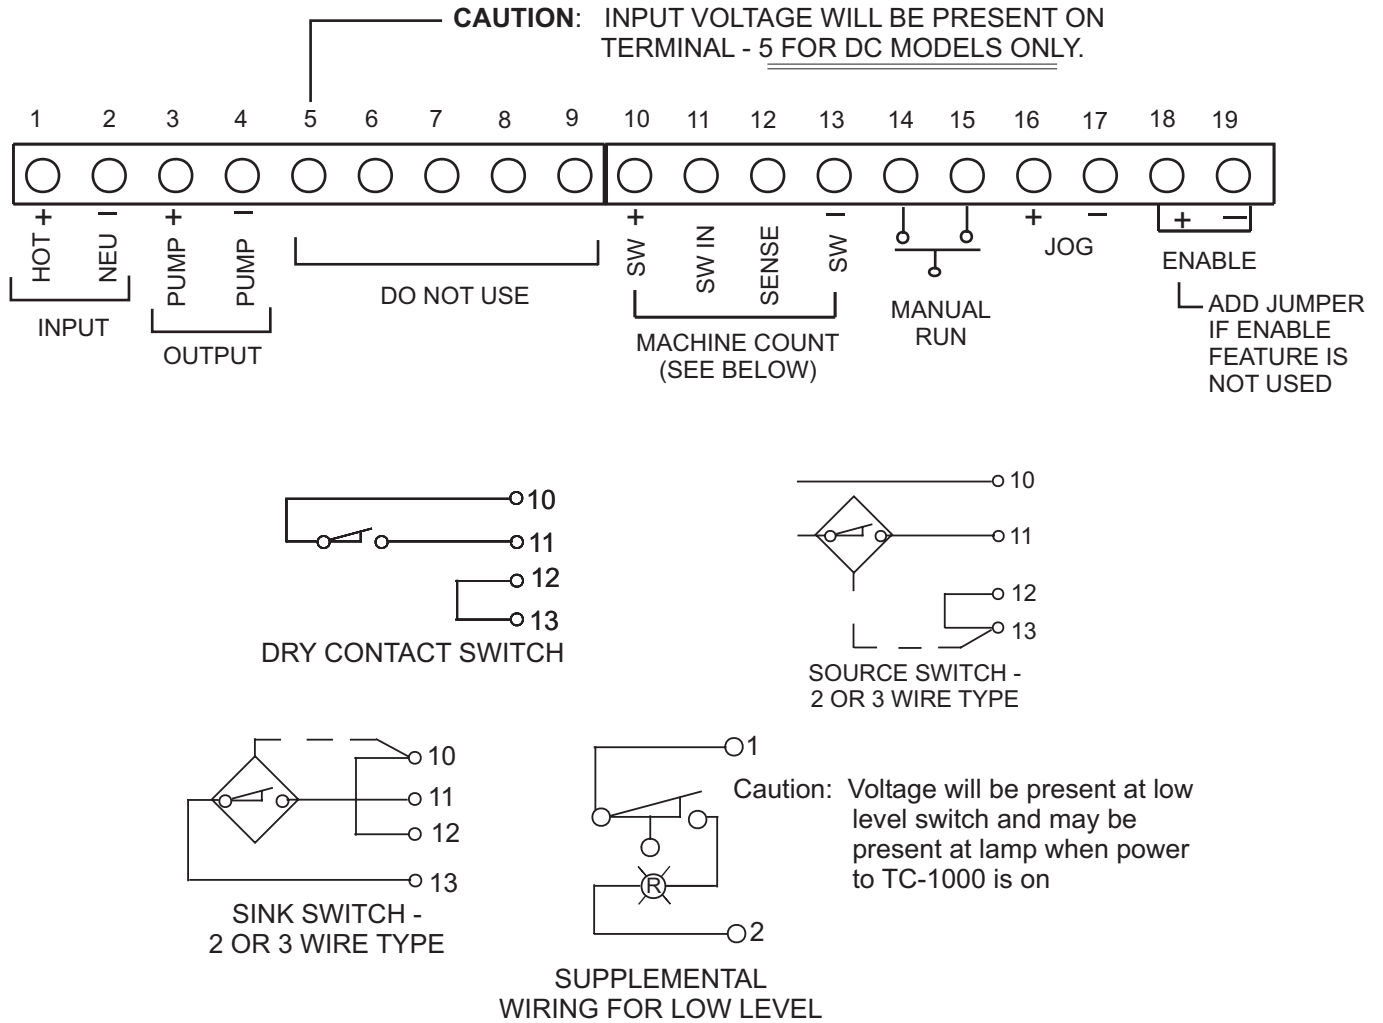 CAUTION: INPUT VOLTAGE WILL BE PRESENT ON
TERMINAL - 5 FOR DC MODELS ONLY.
1 2 3 4 5 6 7 8 9 10 11 12 13 14 15 16 17 18 19
+ − + − + − + − + −
HOT
NEU
PUMP
PUMP
SW
SW IN
SENSE
SW
INPUT
OUTPUT
DO NOT USE
MACHINE COUNT
(SEE BELOW)
MANUAL
RUN
JOG
ENABLE
ADD JUMPER
IF ENABLE
FEATURE IS
NOT USED
10
11
12
13
DRY CONTACT SWITCH
10
11
12
13
SOURCE SWITCH -
2 OR 3 WIRE TYPE
10
11
12
13
SINK SWITCH -
2 OR 3 WIRE TYPE
1
R
2
SUPPLEMENTAL
WIRING FOR LOW LEVEL
Caution: Voltage will be present at low
level switch and may be
present at lamp when power
to TC-1000 is on